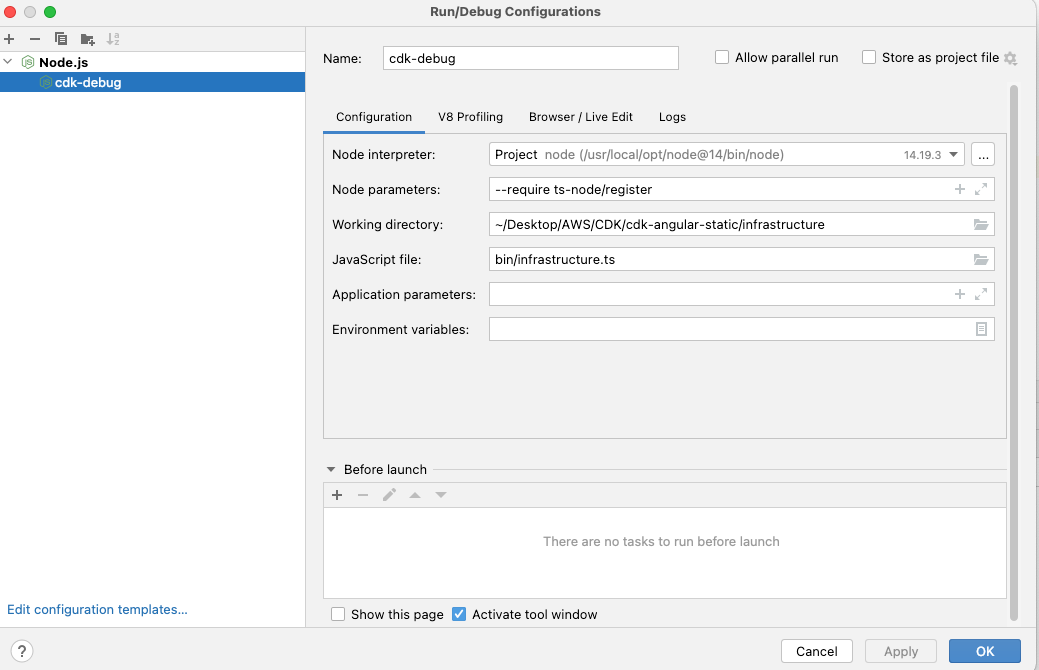 Run/Debug Configurations
Node.js
cdk-debug
Name: cdk-debug
Allow parallel run
Store as project file
Configuration V8 Profiling Browser / Live Edit Logs
Node interpreter: Project node (/usr/local/opt/node@14/bin/node) 14.19.3 ...
Node parameters: --require ts-node/register
Working directory: ~/Desktop/AWS/CDK/cdk-angular-static/infrastructure
JavaScript file: bin/infrastructure.ts
Application parameters:
Environment variables:
Before launch
There are no tasks to run before launch
Show this page Activate tool window
Edit configuration templates...
? Cancel Apply OK